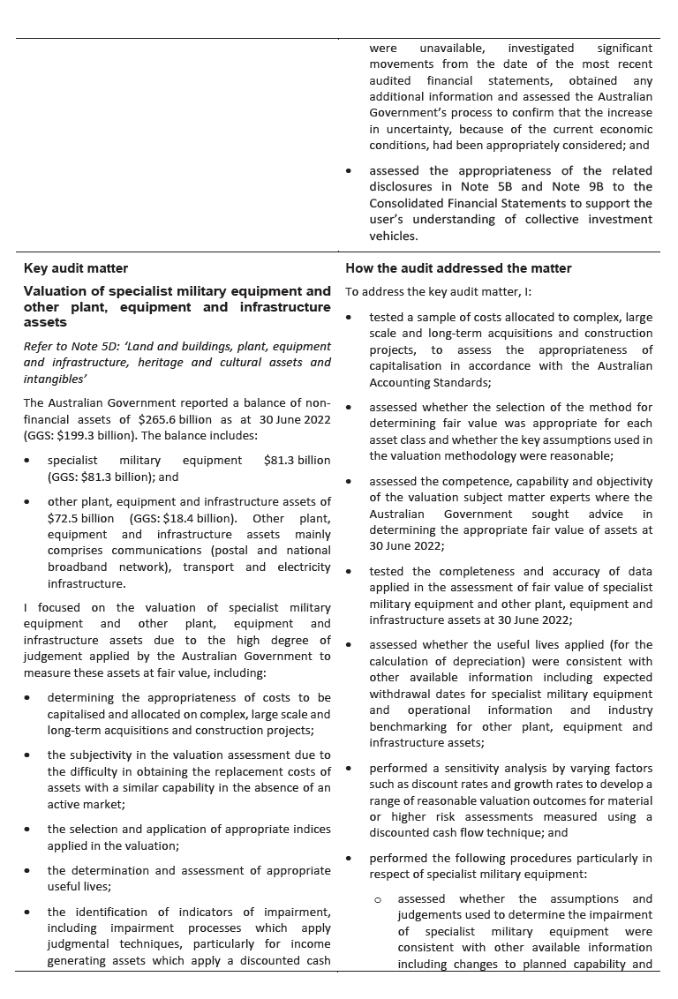 were unavailable, investigated significant
movements from the date of the most recent
audited financial statements, obtained any
additional information and assessed the Australian
Government's process to confirm that the increase
in uncertainty, because of the current economic
conditions, had been appropriately considered; and
• assessed the appropriateness of the related
disclosures in Note 5B and Note 9B to the
Consolidated Financial Statements to support the
user's understanding of collective investment
vehicles.
Key audit matter
Valuation of specialist military equipment and
other plant, equipment and infrastructure
assets
Refer to Note 5D: 'Land and buildings, plant, equipment
and infrastructure, heritage and cultural assets and
intangibles'
The Australian Government reported a balance of non-
financial assets of $265.6 billion as at 30 June 2022
(GGS: $199.3 billion). The balance includes:
• specialist military equipment $81.3 billion
(GGS: $81.3 billion); and
• other plant, equipment and infrastructure assets of
$72.5 billion (GGS: $18.4 billion). Other plant,
equipment and infrastructure assets mainly
comprises communications (postal and national
broadband network), transport and electricity
infrastructure.
I focused on the valuation of specialist military
equipment and other plant, equipment and
infrastructure assets due to the high degree of
judgement applied by the Australian Government to
measure these assets at fair value, including:
• determining the appropriateness of costs to be
capitalised and allocated on complex, large scale and
long-term acquisitions and construction projects;
• the subjectivity in the valuation assessment due to
the difficulty in obtaining the replacement costs of
assets with a similar capability in the absence of an
active market;
• the selection and application of appropriate indices
applied in the valuation;
• the determination and assessment of appropriate
useful lives;
• the identification of indicators of impairment,
including impairment processes which apply
judgmental techniques, particularly for income
generating assets which apply a discounted cash
How the audit addressed the matter
To address the key audit matter, I:
• tested a sample of costs allocated to complex, large
scale and long-term acquisitions and construction
projects, to assess the appropriateness of
capitalisation in accordance with the Australian
Accounting Standards;
• assessed whether the selection of the method for
determining fair value was appropriate for each
asset class and whether the key assumptions used in
the valuation methodology were reasonable;
• assessed the competence, capability and objectivity
of the valuation subject matter experts where the
Australian Government sought advice in
determining the appropriate fair value of assets at
30 June 2022;
• tested the completeness and accuracy of data
applied in the assessment of fair value of specialist
military equipment and other plant, equipment and
infrastructure assets at 30 June 2022;
• assessed whether the useful lives applied (for the
calculation of depreciation) were consistent with
other available information including expected
withdrawal dates for specialist military equipment
and operational information and industry
benchmarking for other plant, equipment and
infrastructure assets;
• performed a sensitivity analysis by varying factors
such as discount rates and growth rates to develop a
range of reasonable valuation outcomes for material
or higher risk assessments measured using a
discounted cash flow technique; and
• performed the following procedures particularly in
respect of specialist military equipment:
o assessed whether the assumptions and
judgements used to determine the impairment
of specialist military equipment were
consistent with other available information
including changes to planned capability and